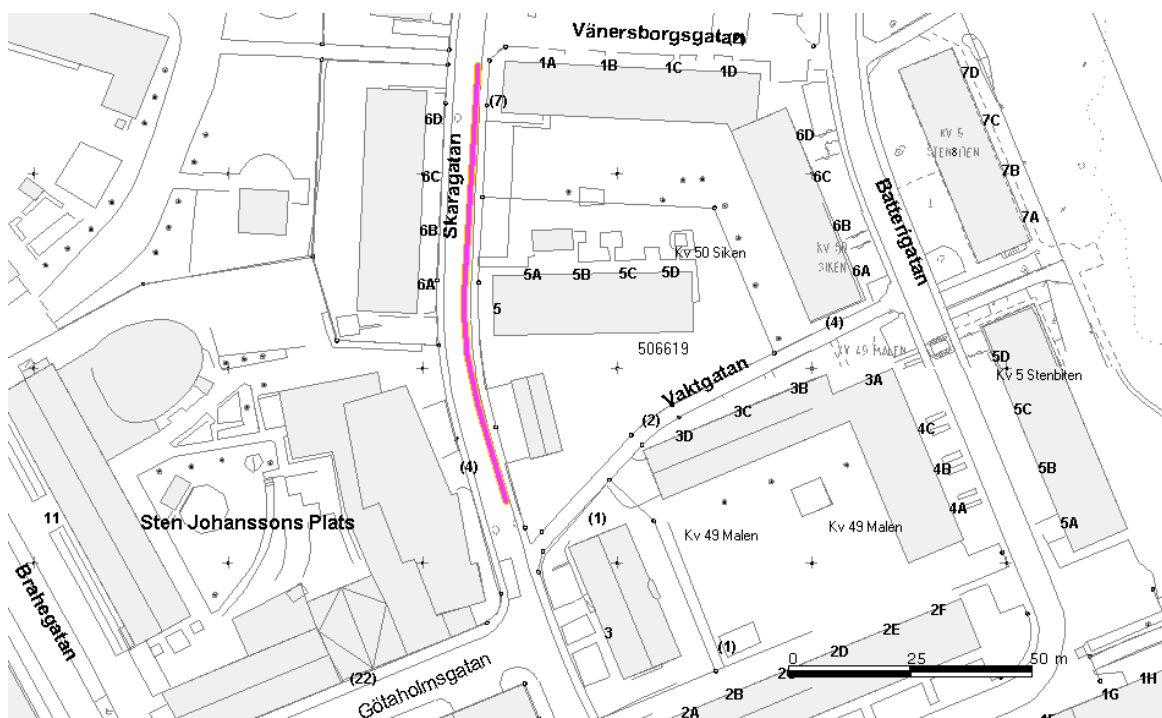 Vänersborgsgatan
(2)
1A
1B
1C
1D
7D
(7)
6D
Skaragatan
6D
7C
KV 5
STENBITEN
8
6C
6C
7B
Batterigatan
6B
6B
7A
KV 50
SIKEN
Kv 50 Siken
6A
6A
5A
5B
5C
5D
5
(4)
506619
KV 49 MALEN
5D
Kv 5 Stenbiten
Vaktgatan
3A
3B
3C
5C
(2)
3D
4C
(4)
4B
5B
11
Sten Johanssons Plats
(1)
Kv 49 Malen
Kv 49 Malen
4A
5A
Brahegatan
3
2F
2E
2D
(1)
0
25
50 m
(22)
Götaholmsgatan
2B
2A
1H
1G